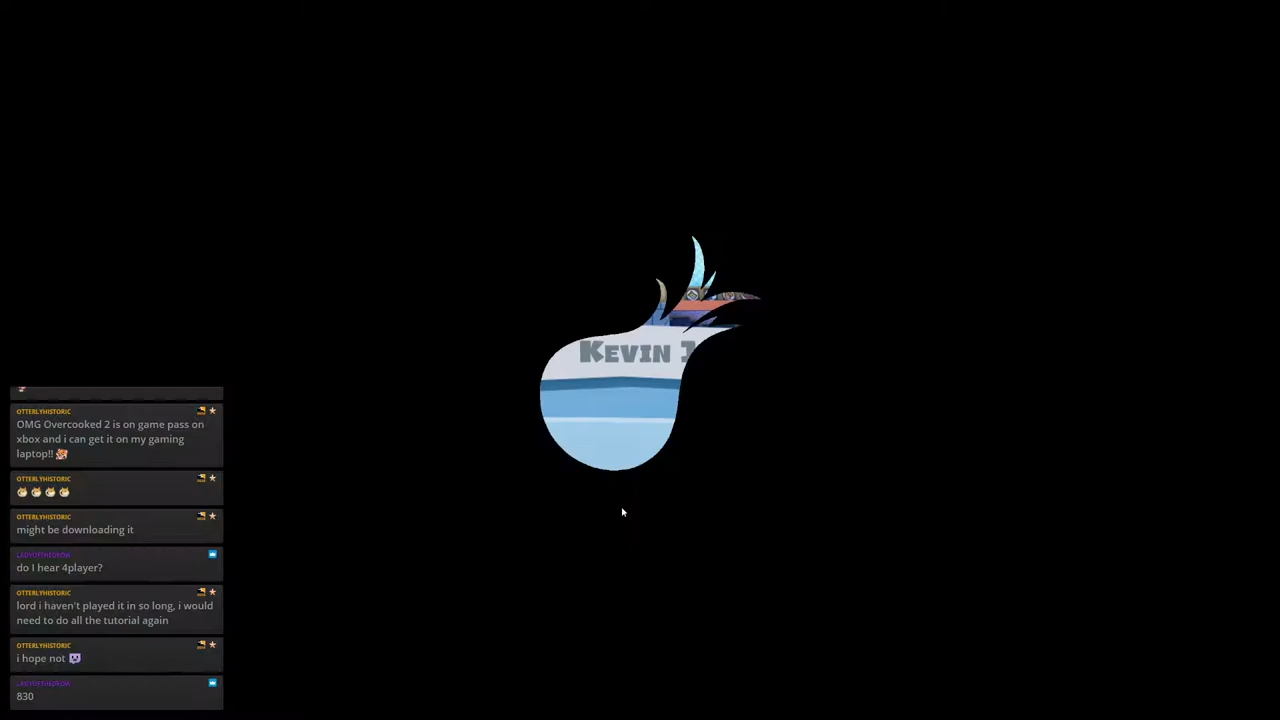 KEVIN
OTTERLYHISTORIC
OMG Overcooked 2 is on game pass on
xbox and i can get it on my gaming
laptop!!
OTTERLYHISTORIC
OTTERLYHISTORIC
might be downloading it
LADYOFTHEDROW
do I hear 4player?
OTTERLYHISTORIC
lord i haven't played it in so long, i would
need to do all the tutorial again
OTTERLYHISTORIC
i hope not
LADYOFTHEDROW
830